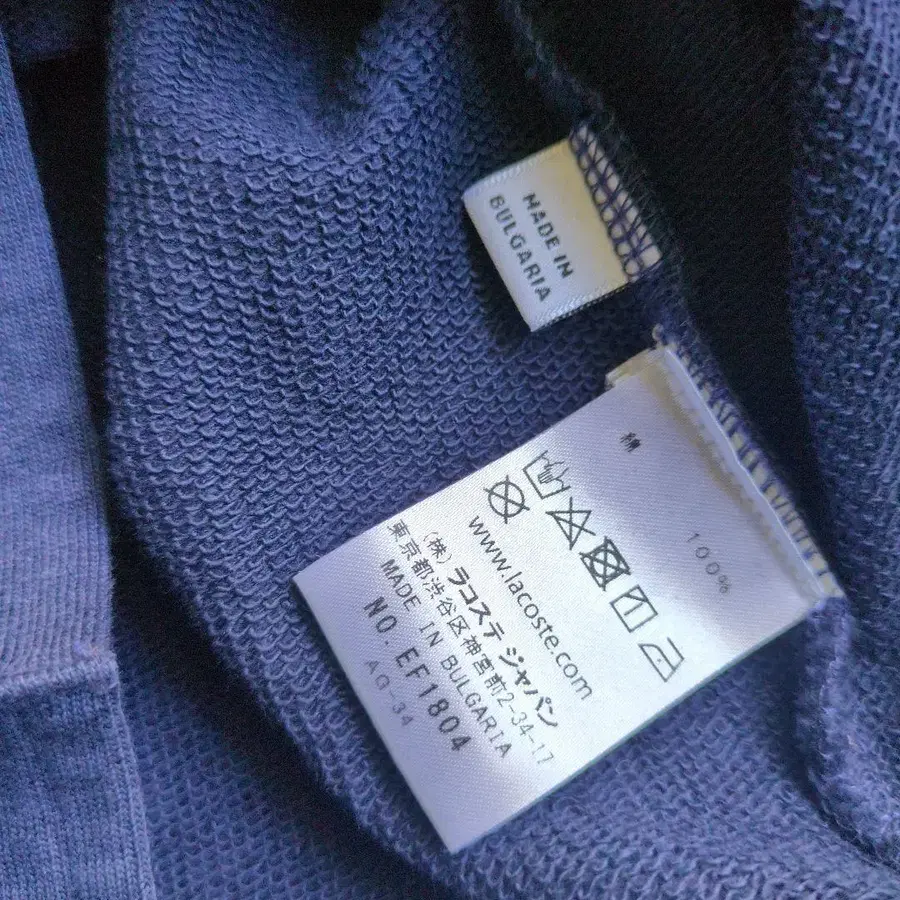 MADE IN
BULGARIA
綿
100%
www.lacoste.com
(株) ラコステ ジャパン
東京都渋谷区神宮前2-34-17
MADE IN BULGARIA
NO. EF1804
AG-34